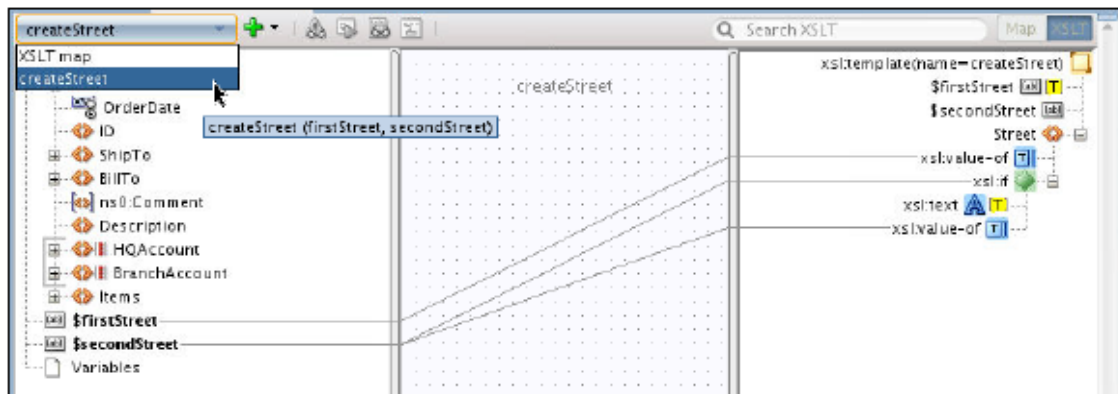 createStreet
Search XSLT
Map
XSLT
XSLT map
createStreet
createStreet (firstStreet, secondStreet)
OrderDate
ID
ShipTo
BillTo
ns0:Comment
Description
HQAccount
BranchAccount
Items
$firstStreet
$secondStreet
Variables
createStreet
xsl:template(name=createStreet)
$firstStreet
T
$secondStreet
Street
xsl:value-of
T
xsl:if
xsl:text
A
T
xsl:value-of
T